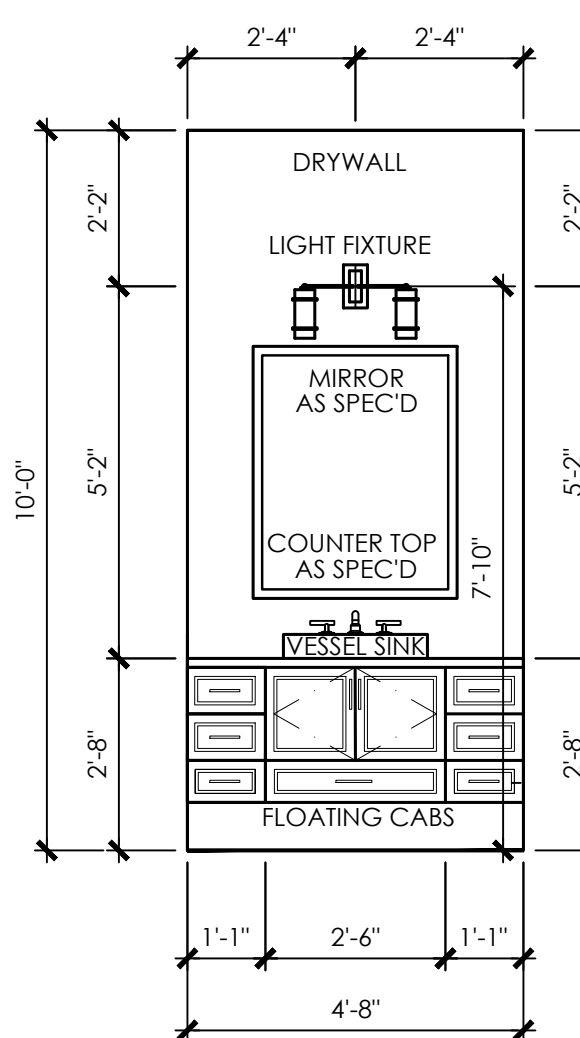 2'-4"
2'-4"
DRYWALL
2'-2"
2'-2"
LIGHT FIXTURE
MIRROR
AS SPEC'D
10'-0"
5'-2"
5'-2"
COUNTER TOP
AS SPEC'D
7'-10"
VESSEL SINK
2'-8"
2'-8"
FLOATING CABS
1'-1"
2'-6"
1'-1"
4'-8"